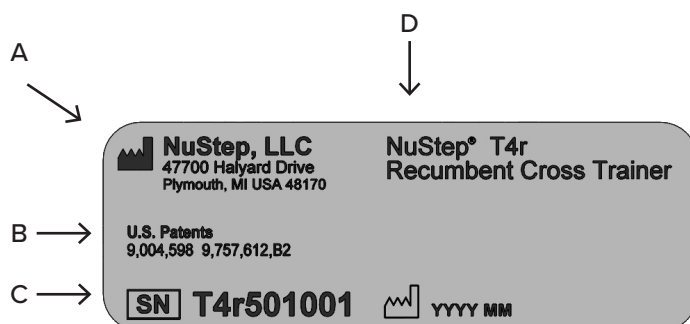 A
D
NuStep, LLC
47700 Halyard Drive
Plymouth, MI USA 48170
NuStep® T4r
Recumbent Cross Trainer
B
U.S. Patents
9,004,598 9,757,612,B2
C
SN T4r501001
YYYY MM